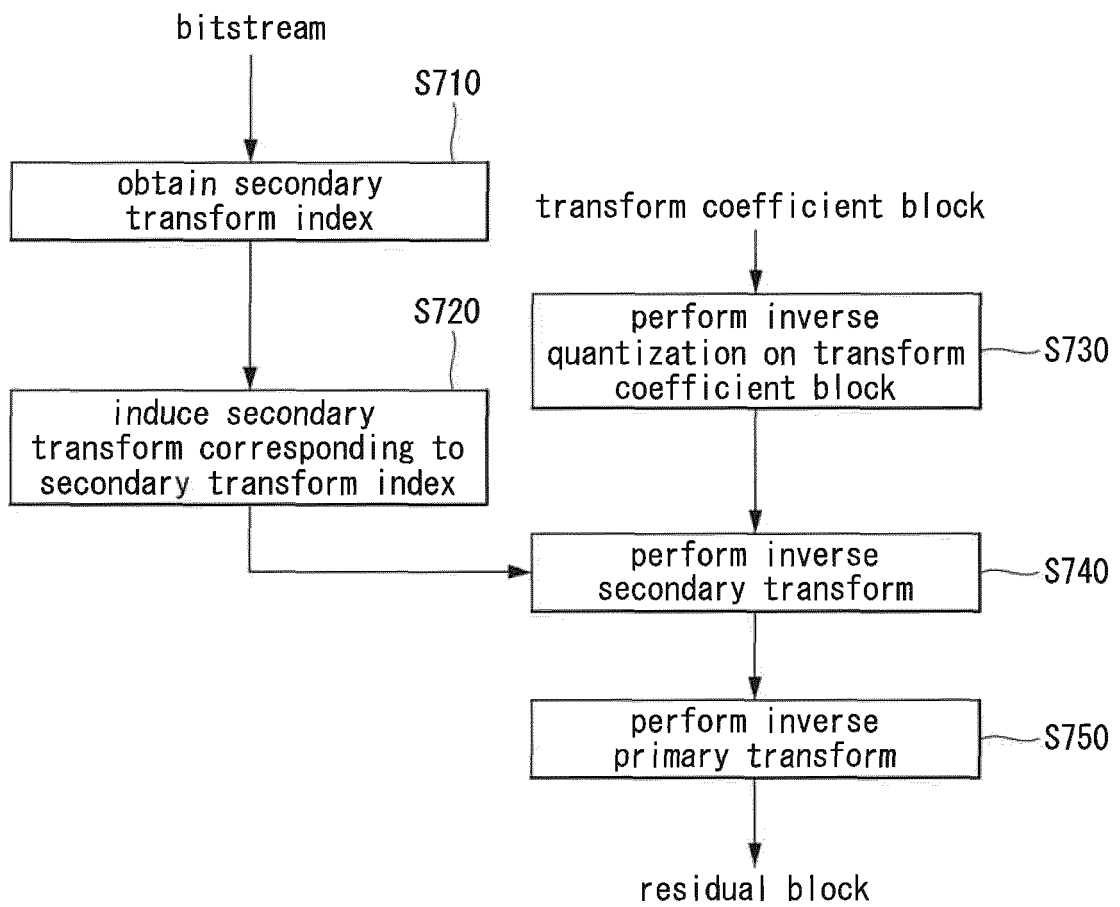 bitstream
S710
obtain secondary
transform index
S720
induce secondary
transform corresponding to
secondary transform index
transform coefficient block
perform inverse
quantization on transform
coefficient block
S730
perform inverse
secondary transform
S740
perform inverse
primary transform
S750
residual block